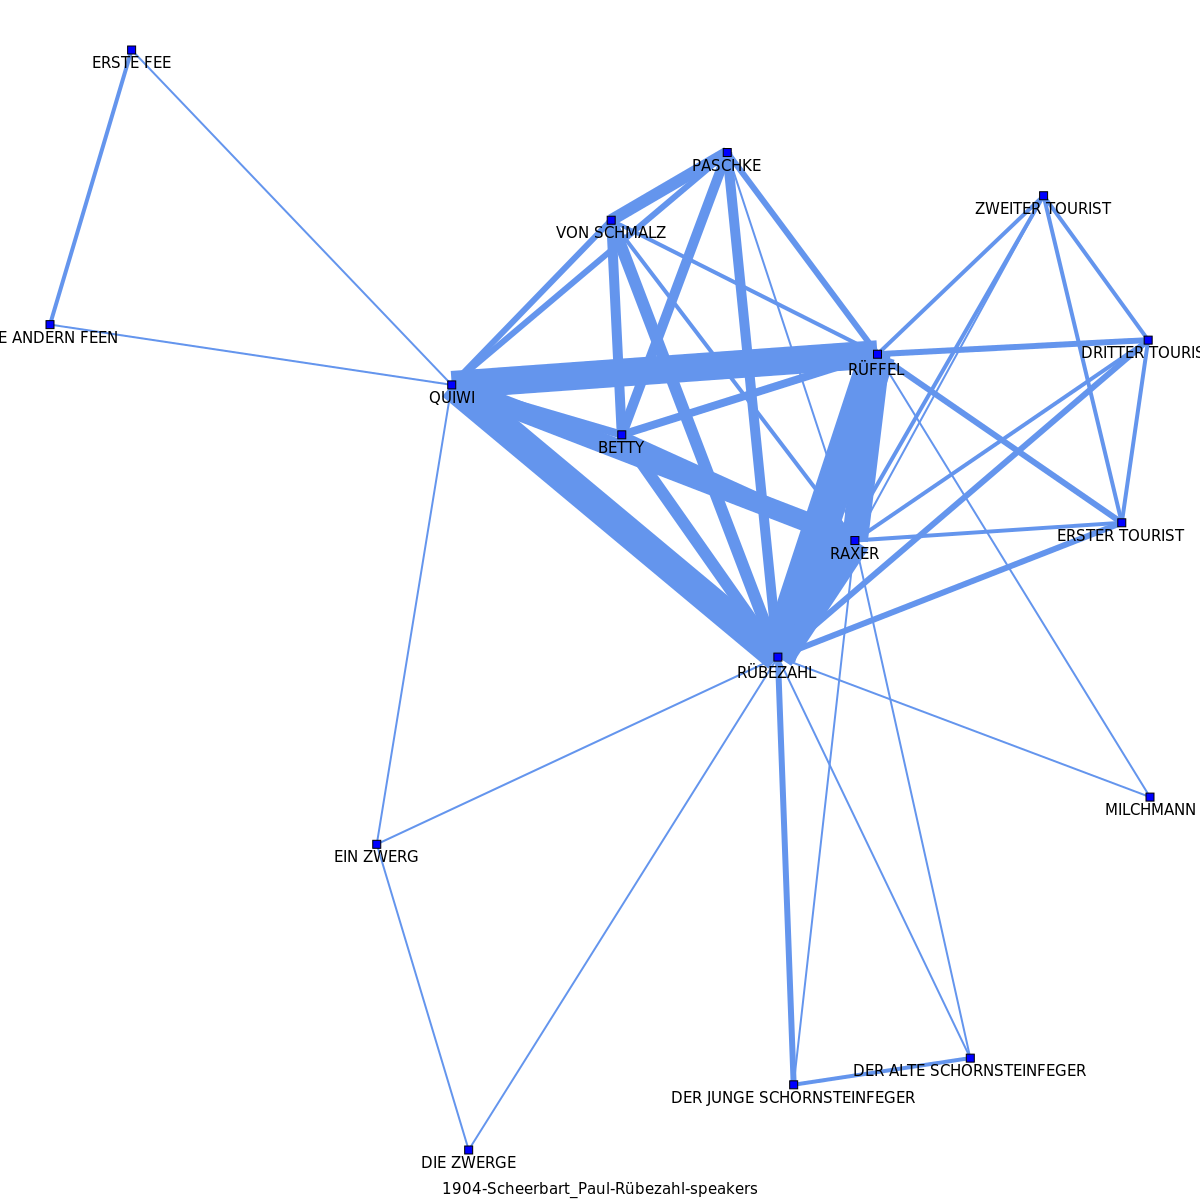 ERSTE FEE
PASCHKE
ZWEITER TOURIST
VON SCHMALZ
E ANDERN FEEN
DRITTER TOURIS
RÜFFEL
QUIWI
BETTY
ERSTER TOURIST
RAXER
RÜBEZAHL
MILCHMANN
EIN ZWERG
DER ALTE SCHORNSTEINFEGER
DER JUNGE SCHORNSTEINFEGER
DIE ZWERGE
1904-Scheerbart_Paul-Rübezahl-speakers